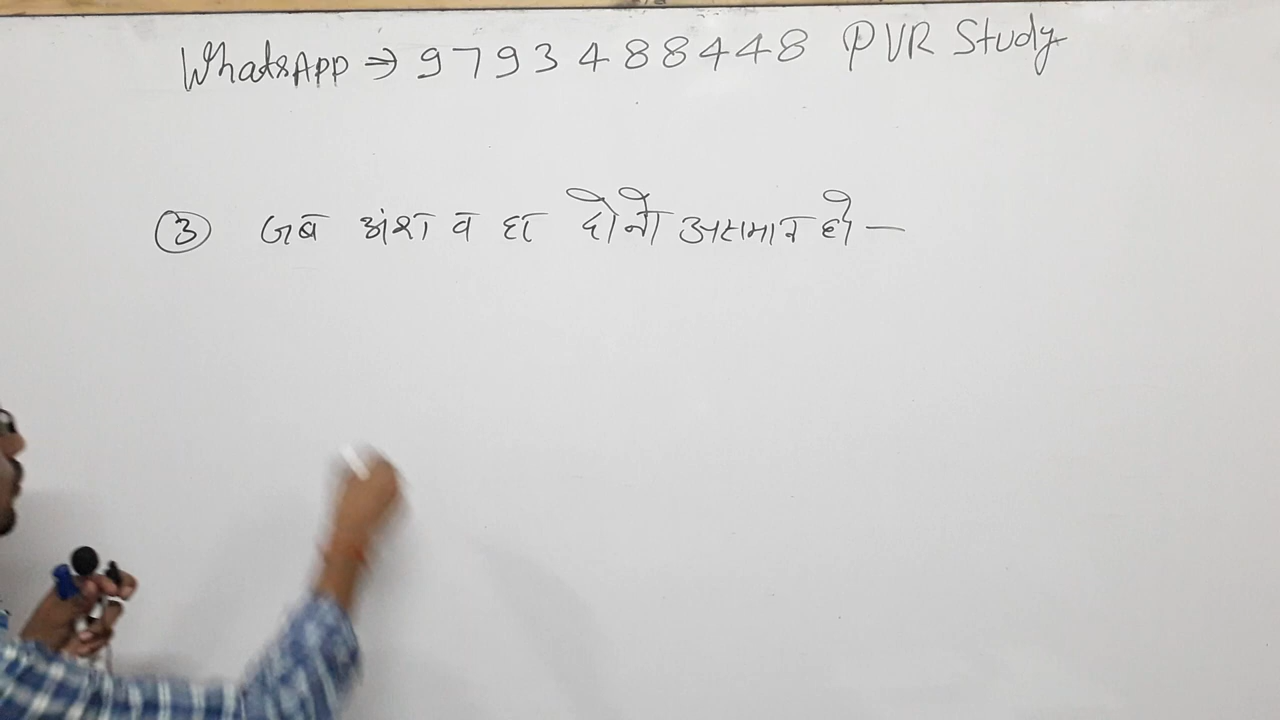 WhatsApp ⇒ 9793488448 PVR Study
③ जब अंश व हर दोनों असमान हो —